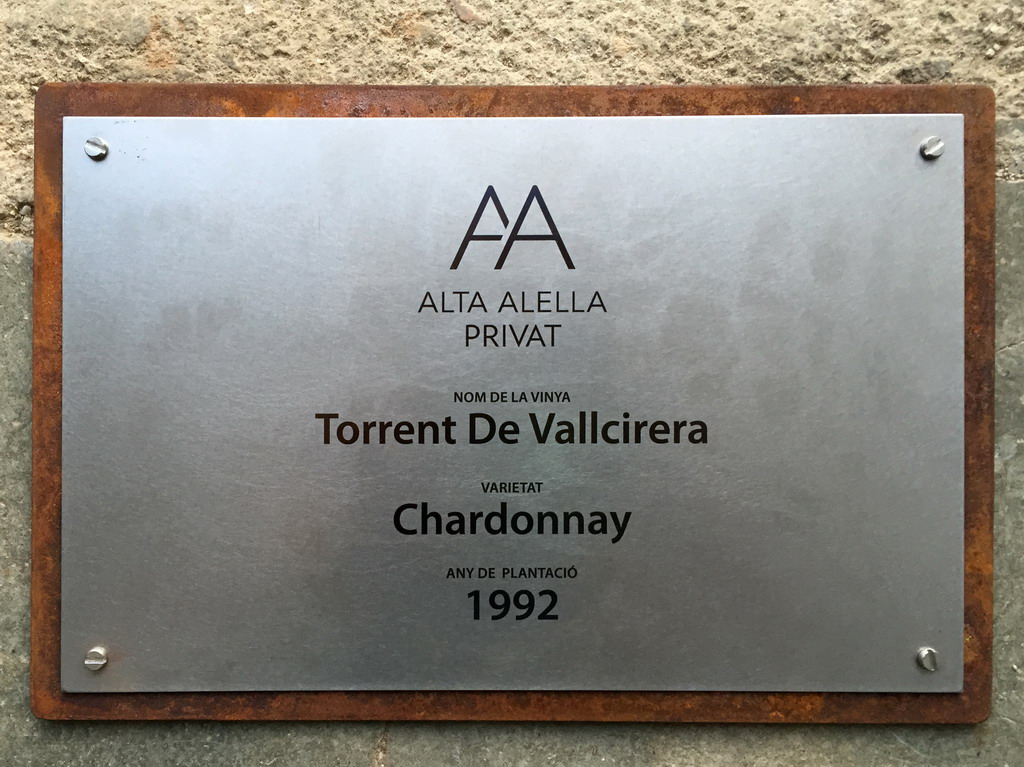 AA
ALTA ALELLA
PRIVAT
NOM DE LA VINYA
Torrent De Vallcirera
VARIETAT
Chardonnay
ANY DE PLANTACIÓ
1992